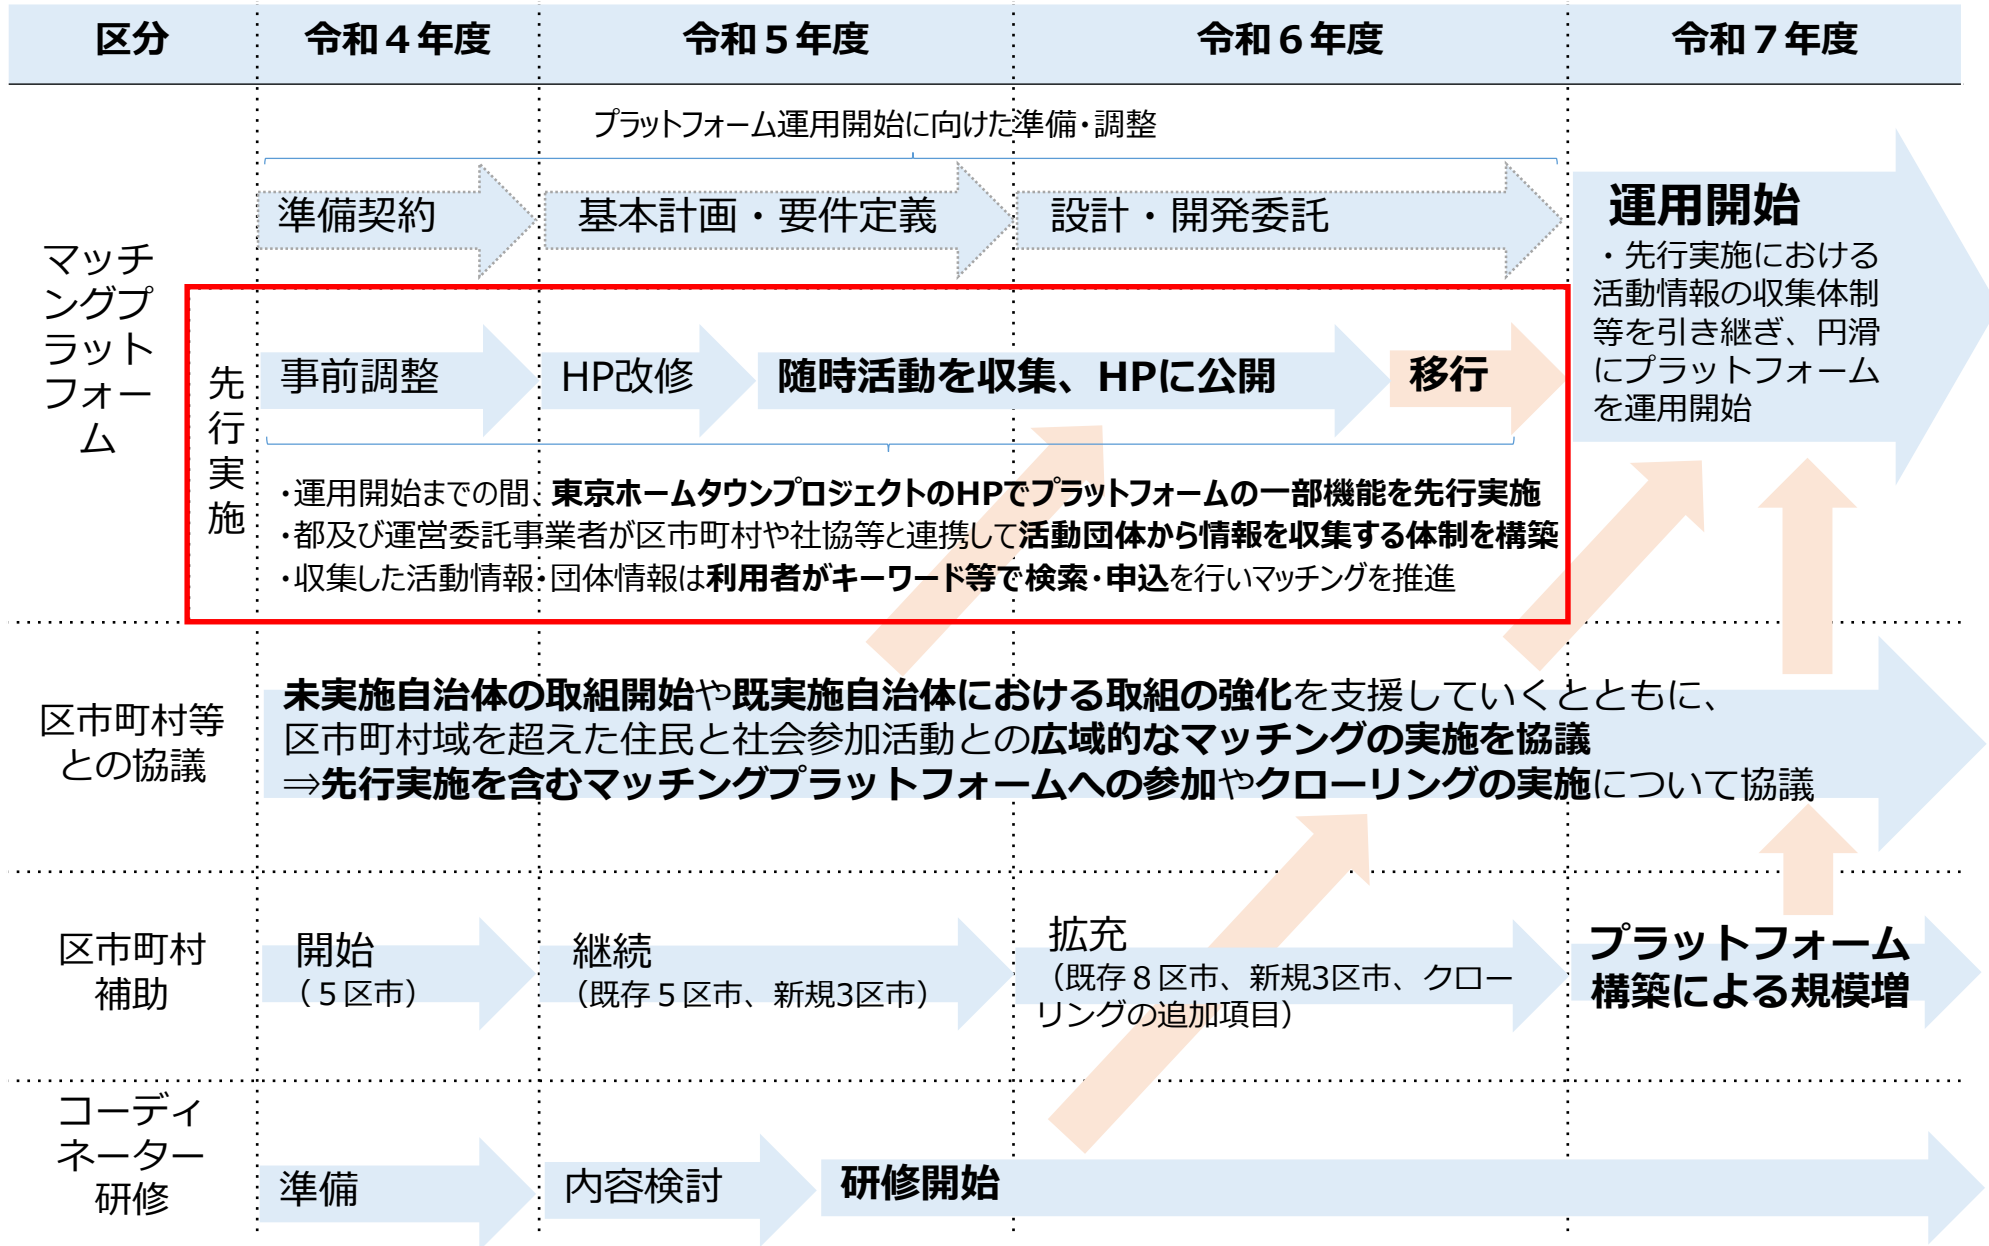 区分
令和４年度
令和５年度
令和６年度
令和７年度
マッチ
ングプ
ラット
フォー
ム
プラットフォーム運用開始に向けた準備・調整
準備契約
基本計画・要件定義
設計・開発委託
運用開始
・先行実施における
活動情報の収集体制
等を引き継ぎ、円滑
にプラットフォーム
を運用開始
先行実施
事前調整
HP改修
随時活動を収集、HPに公開
移行
・運用開始までの間、東京ホームタウンプロジェクトのHPでプラットフォームの一部機能を先行実施
・都及び運営委託事業者が区市町村や社協等と連携して活動団体から情報を収集する体制を構築
・収集した活動情報・団体情報は利用者がキーワード等で検索・申込を行いマッチングを推進
区市町村等
との協議
未実施自治体の取組開始や既実施自治体における取組の強化を支援していくとともに、
区市町村域を超えた住民と社会参加活動との広域的なマッチングの実施を協議
⇒先行実施を含むマッチングプラットフォームへの参加やクローリングの実施について協議
区市町村
補助
開始
（５区市）
継続
（既存５区市、新規3区市）
拡充
（既存８区市、新規3区市、クロー
リングの追加項目）
プラットフォーム
構築による規模増
コーディ
ネーター
研修
準備
内容検討
研修開始